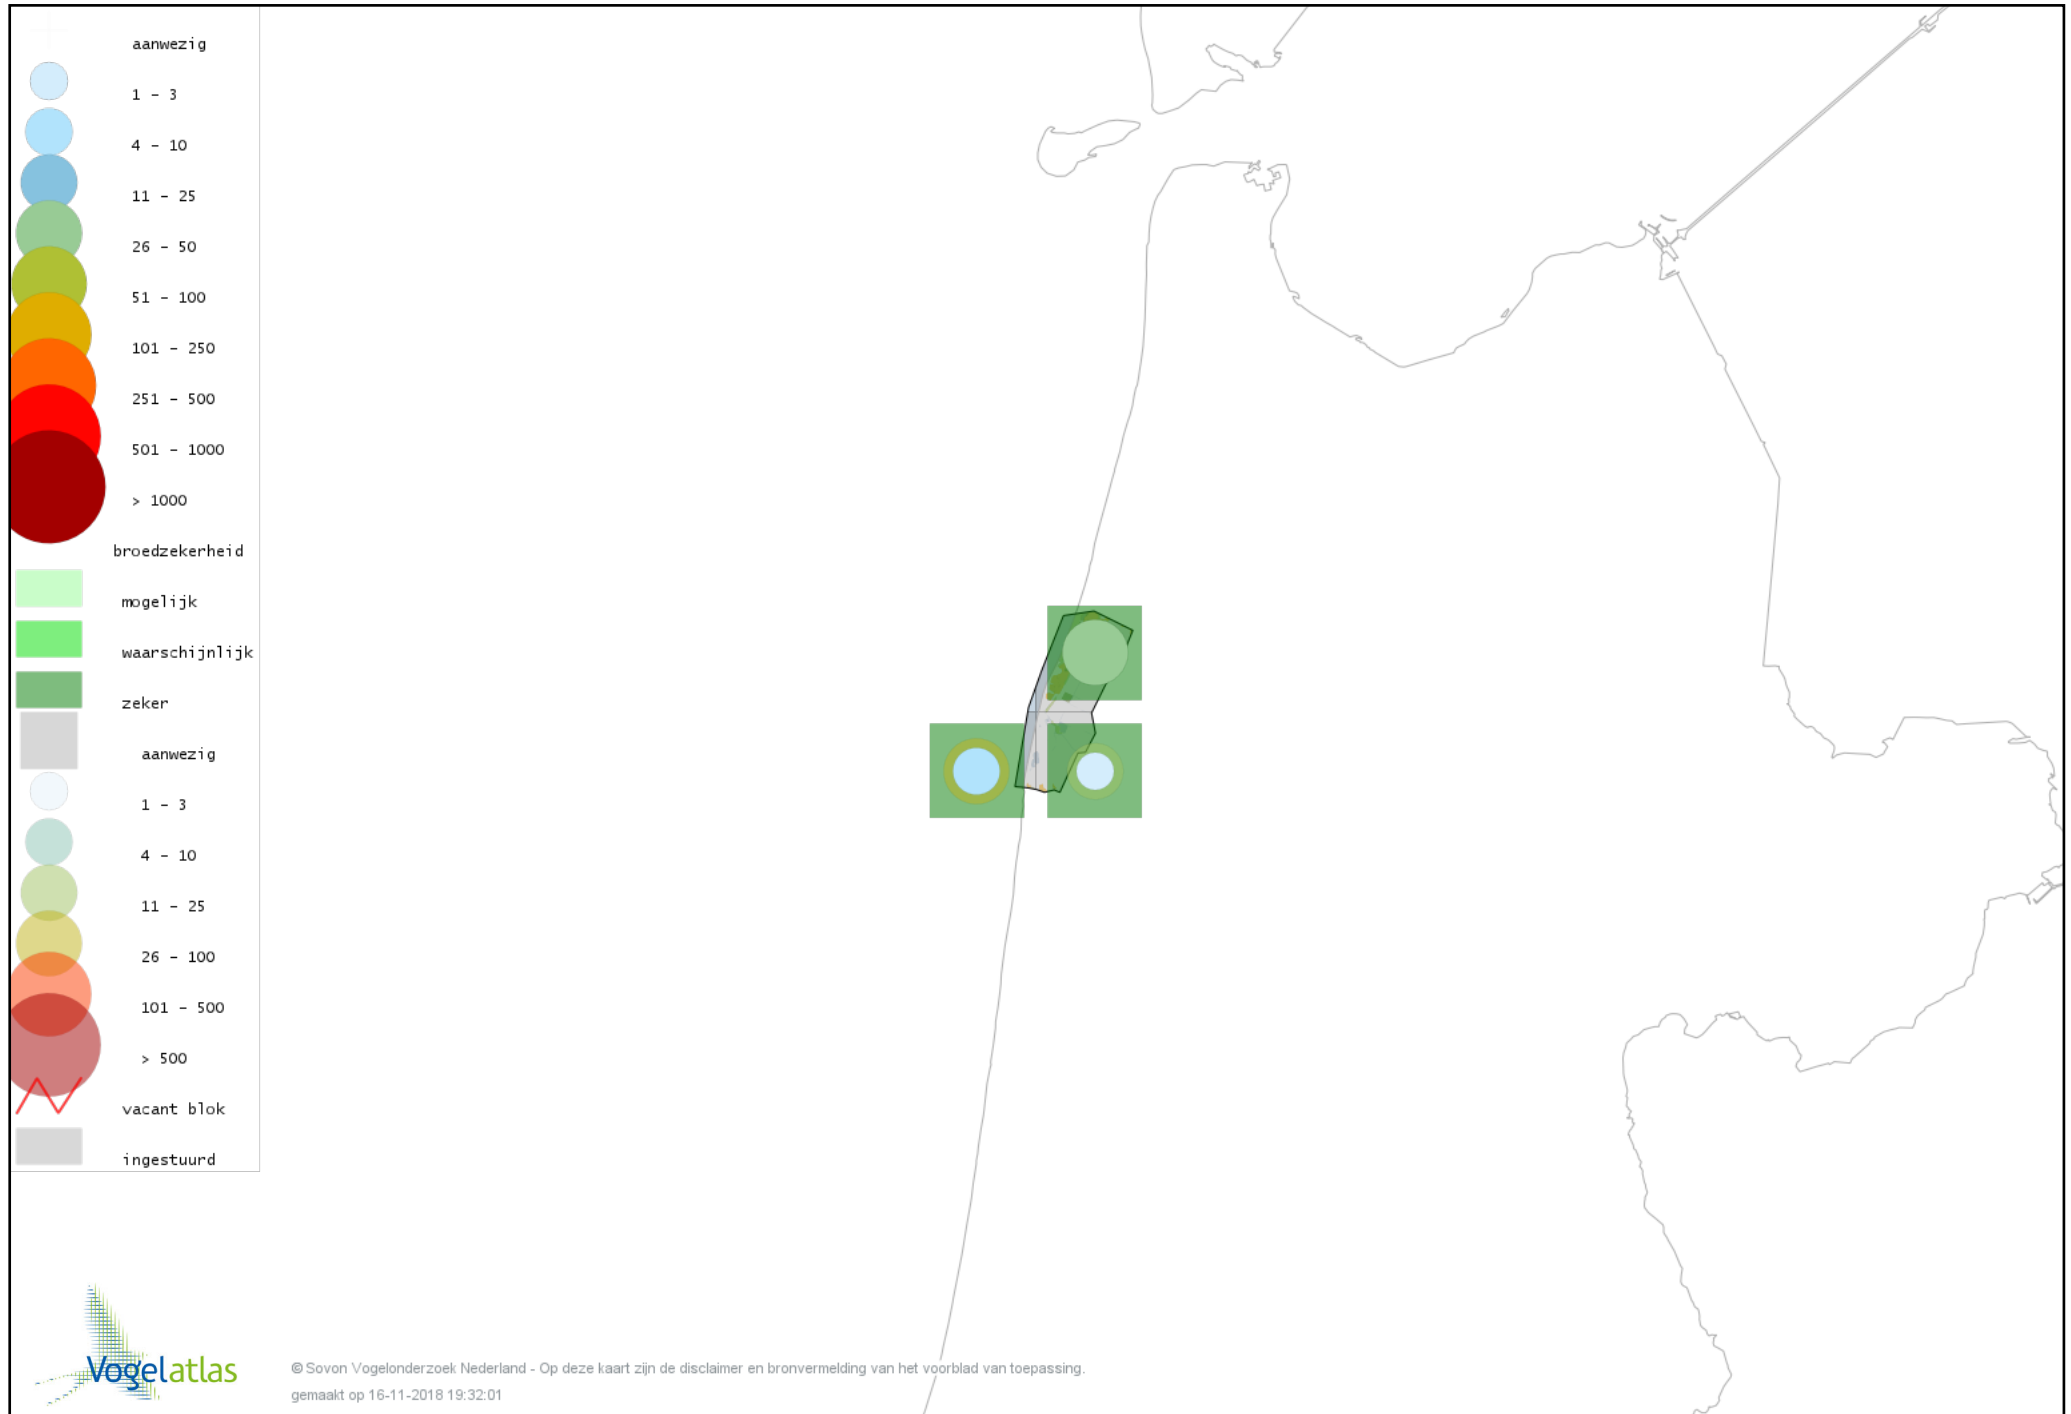 aanwezig
1 - 3
4 - 10
11 - 25
26 - 50
51 - 100
101 - 250
251 - 500
501 - 1000
> 1000
broedzekerheid
mogelijk
waarschijnlijk
zeker
aanwezig
1 - 3
4 - 10
11 - 25
26 - 100
101 - 500
> 500
vacant blok
ingestuurd
Vogelatlas
© Sovon Vogelonderzoek Nederland - Op deze kaart zijn de disclaimer en bronvermelding van het voorblad van toepassing.
gemaakt op 16-11-2018 19:32:01